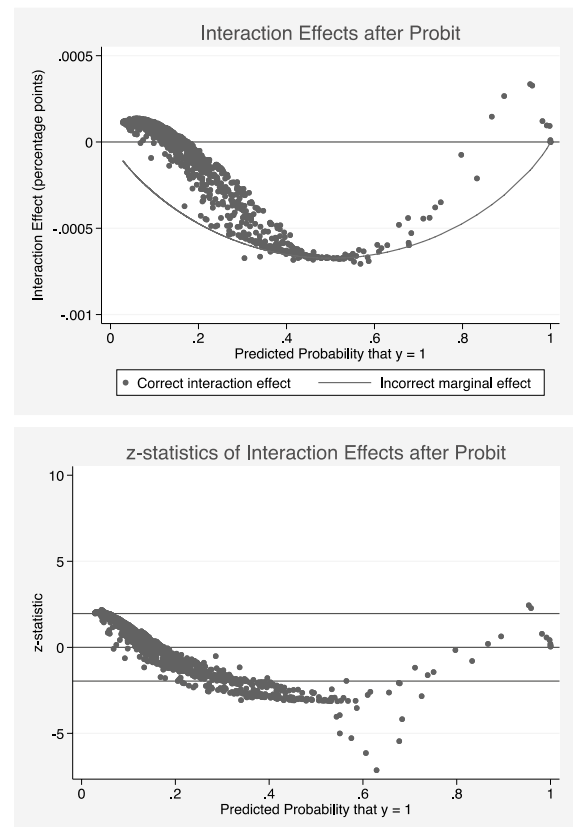 Interaction Effects after Probit
Interaction Effect (percentage points)
.0005
0
-.0005
-.001
0 .2 .4 .6 .8 1
Predicted Probability that y = 1
Correct interaction effect Incorrect marginal effect
z-statistics of Interaction Effects after Probit
z-statistic
10
5
0
-5
0 .2 .4 .6 .8 1
Predicted Probability that y = 1